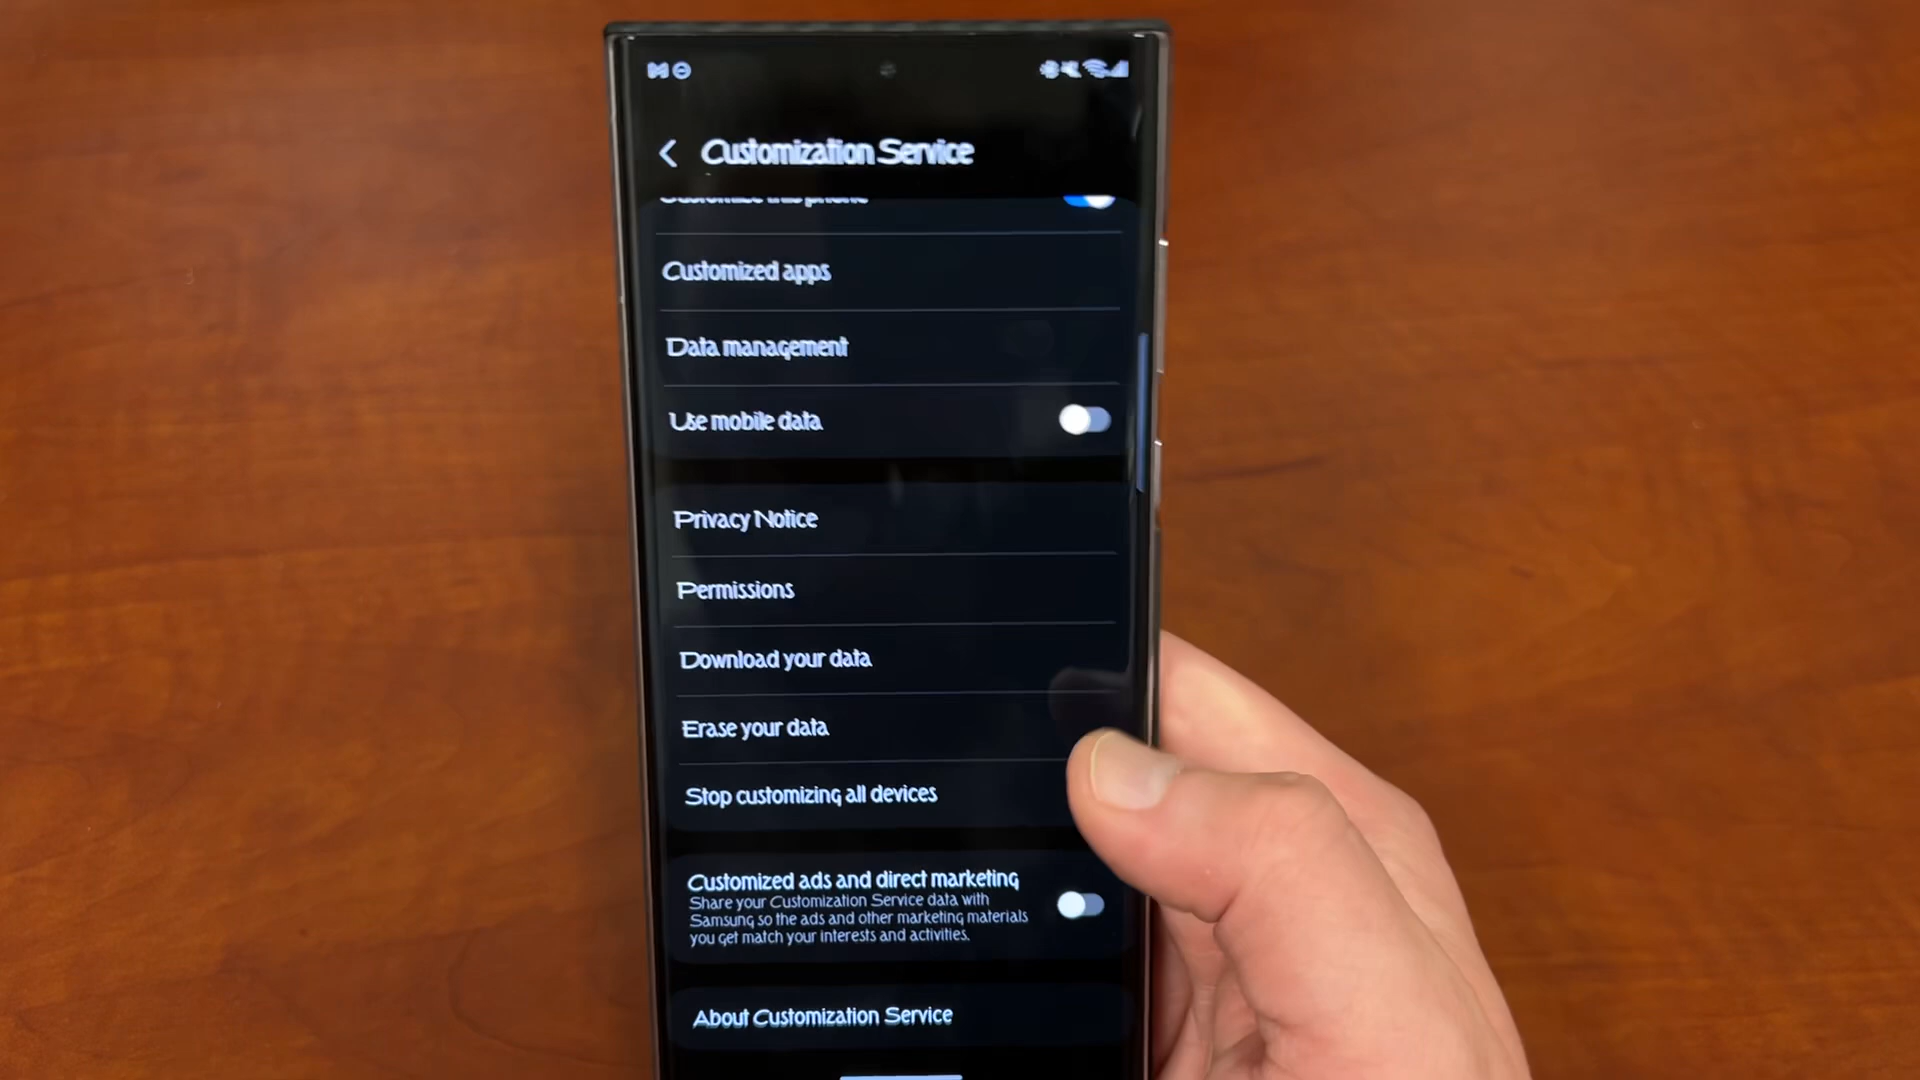 Customization Service
Customize this phone
Customized apps
Data management
Use mobile data
Privacy Notice
Permissions
Download your data
Erase your data
Stop customizing all devices
Customized ads and direct marketing
Share your Customization Service data with
Samsung so the ads and other marketing materials
you get match your interests and activities.
About Customization Service